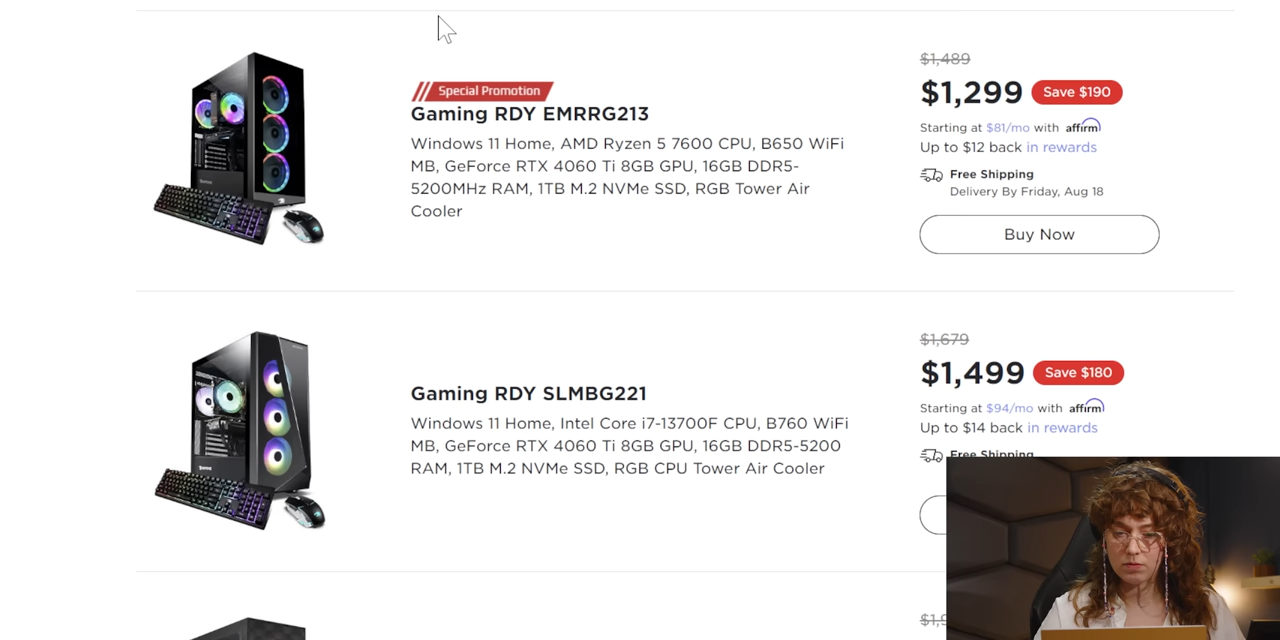 $1,489
Special Promotion
$1,299 Save $190
Gaming RDY EMRRG213
Starting at $81/mo with affirm
Windows 11 Home, AMD Ryzen 5 7600 CPU, B650 WiFi
Up to $12 back in rewards
MB, GeForce RTX 4060 Ti 8GB GPU, 16GB DDR5-
Free Shipping
5200MHz RAM, 1TB M.2 NVMe SSD, RGB Tower Air
Delivery By Friday, Aug 18
Cooler
Buy Now
$1,679
$1,499 Save $180
Gaming RDY SLMBG221
Starting at $94/mo with affirm
Windows 11 Home, Intel Core i7-13700F CPU, B760 WiFi
Up to $14 back in rewards
MB, GeForce RTX 4060 Ti 8GB GPU, 16GB DDR5-5200
Free Shipping
RAM, 1TB M.2 NVMe SSD, RGB CPU Tower Air Cooler